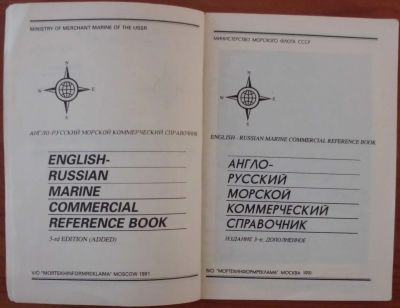 MINISTRY OF MERCHANT MARINE OF THE USSR
N
W E
S
АНГЛО-РУССКИЙ МОРСКОЙ КОММЕРЧЕСКИЙ СПРАВОЧНИК
ENGLISH-
RUSSIAN
MARINE
COMMERCIAL
REFERENCE BOOK
3-rd EDITION (ADDED)
V/O "MORTEKHINFORMREKLAMA" MOSCOW 1991
МИНИСТЕРСТВО МОРСКОГО ФЛОТА СССР
N
W E
S
ENGLISH - RUSSIAN MARINE COMMERCIAL REFERENCE BOOK
АНГЛО-
РУССКИЙ
МОРСКОЙ
КОММЕРЧЕСКИЙ
СПРАВОЧНИК
ИЗДАНИЕ 3-е, ДОПОЛНЕННОЕ
В/О "МОРТЕХИНФОРМРЕКЛАМА" МОСКВА 1991